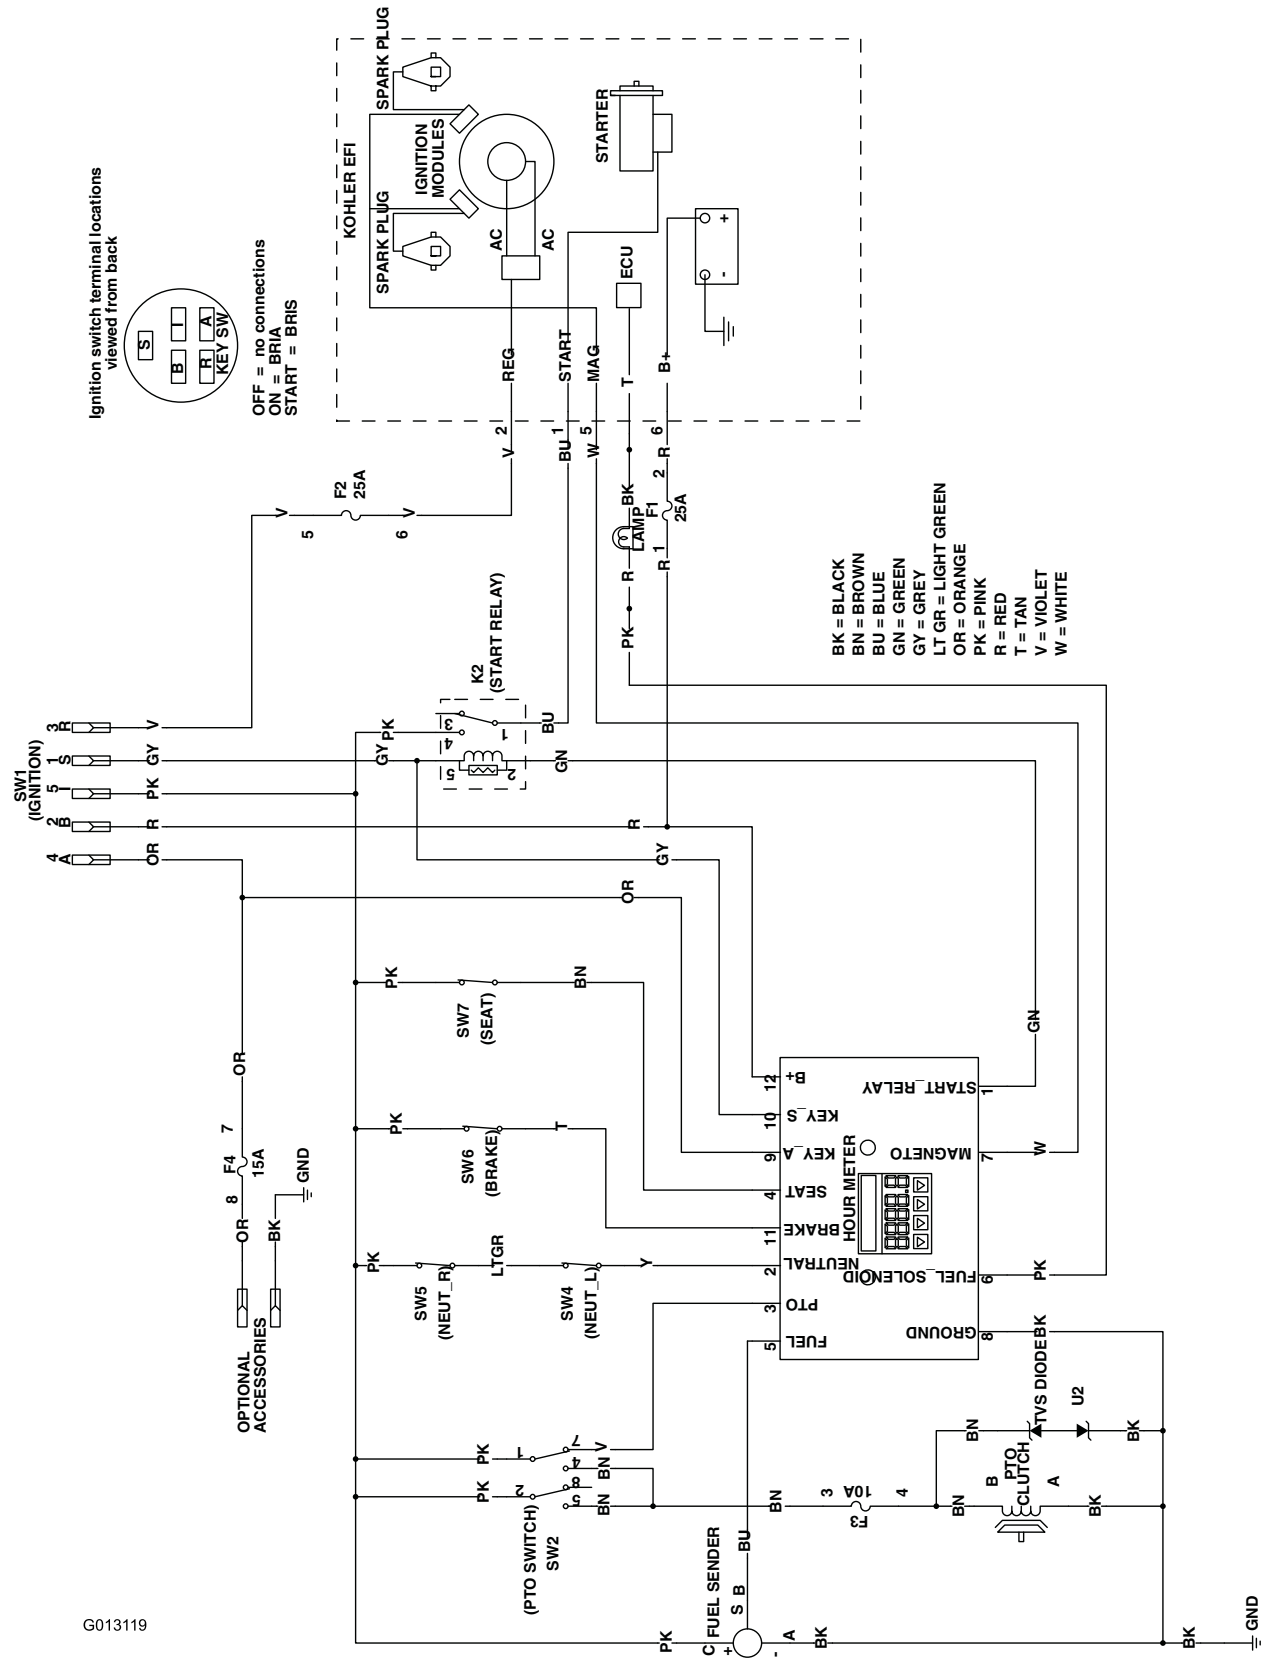 Ignition switch terminal locations
viewed from back
S
B
I
R
A
KEY SW
OFF = no connections
ON = BRIA
START = BRIS
KOHLER EFI
SPARK PLUG
SPARK PLUG
IGNITION
MODULES
AC
AC
STARTER
ECU
+
-
REG
START
MAG
T
B+
2
1
5
6
V
BU
W
R
2
F1
25A
1
R
BK
LAMP
R
PK
V
F2
25A
5
6
V
SW1
(IGNITION)
3
R
1
S
5
I
2
B
4
A
V
GY
PK
R
OR
K2
(START RELAY)
PK
GY
3
4
1
5
2
BU
GN
R
GY
OR
BK = BLACK
BN = BROWN
BU = BLUE
GN = GREEN
GY = GREY
LT GR = LIGHT GREEN
OR = ORANGE
PK = PINK
R = RED
T = TAN
V = VIOLET
W = WHITE
PK
SW7
(SEAT)
BN
PK
SW6
(BRAKE)
T
PK
SW5
(NEUT_R)
LTGR
SW4
(NEUT_L)
Y
OR
7
F4
15A
8
OR
BK
GND
OPTIONAL
ACCESSORIES
12
B+
10
KEY_S
9
KEY_A
4
SEAT
11
BRAKE
2
NEUTRAL
3
PTO
5
FUEL
HOUR METER
START_RELAY
1
MAGNETO
7
FUEL_SOLENOID
6
GROUND
8
GN
W
PK
BK
PK
1
PK
2
7
4
8
5
V
BN
BN
(PTO SWITCH)
SW2
BN
3
F3
10A
4
BN
BN
TVS DIODE
U2
PTO
CLUTCH
B
A
BK
BK
FUEL SENDER
C
+
S
B
BU
-
A
PK
BK
BK
GND
G013119